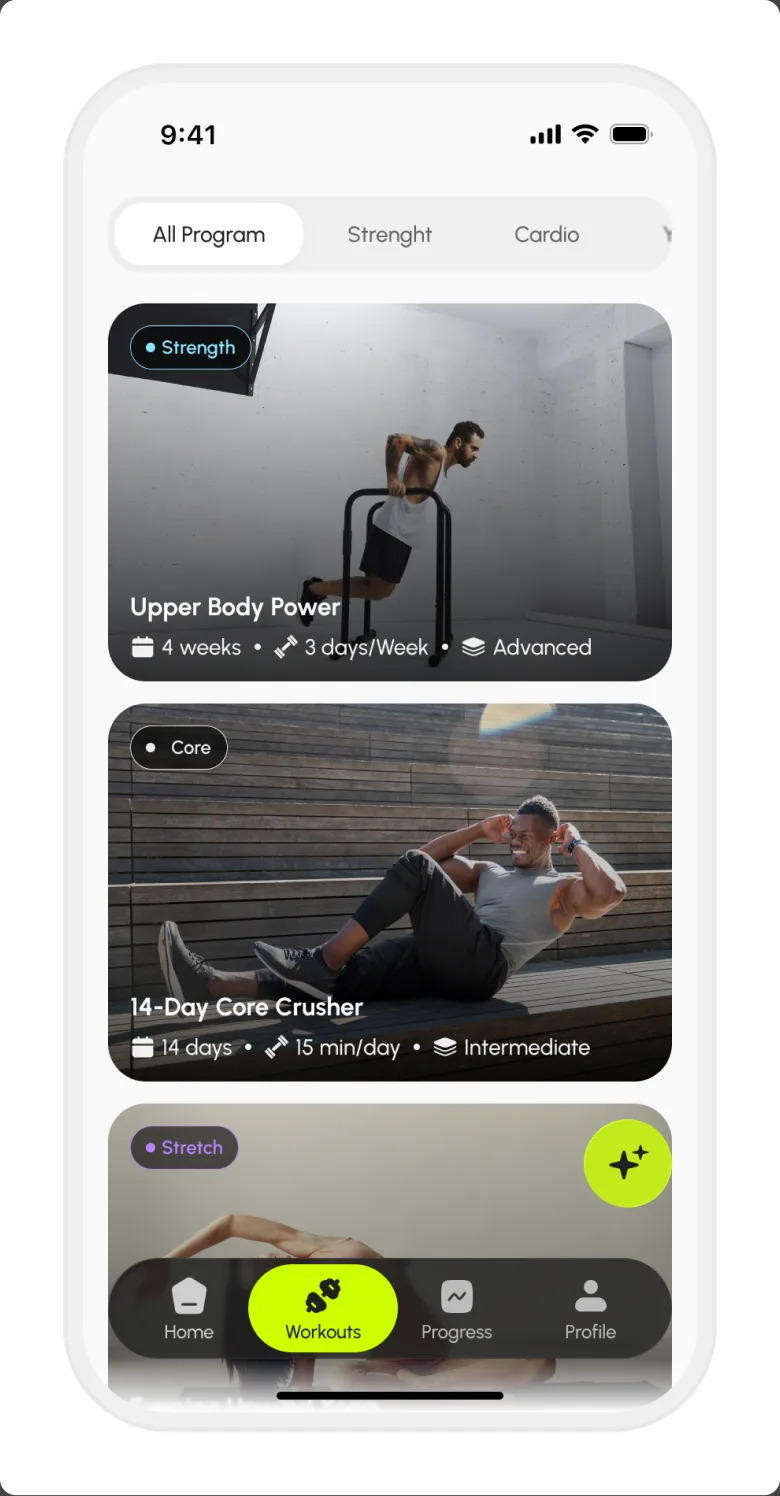 9:41
All Program Strenght Cardio
Strength
Upper Body Power
4 weeks • 3 days/Week • Advanced
Core
14-Day Core Crusher
14 days • 15 min/day • Intermediate
Stretch
Home Workouts Progress Profile